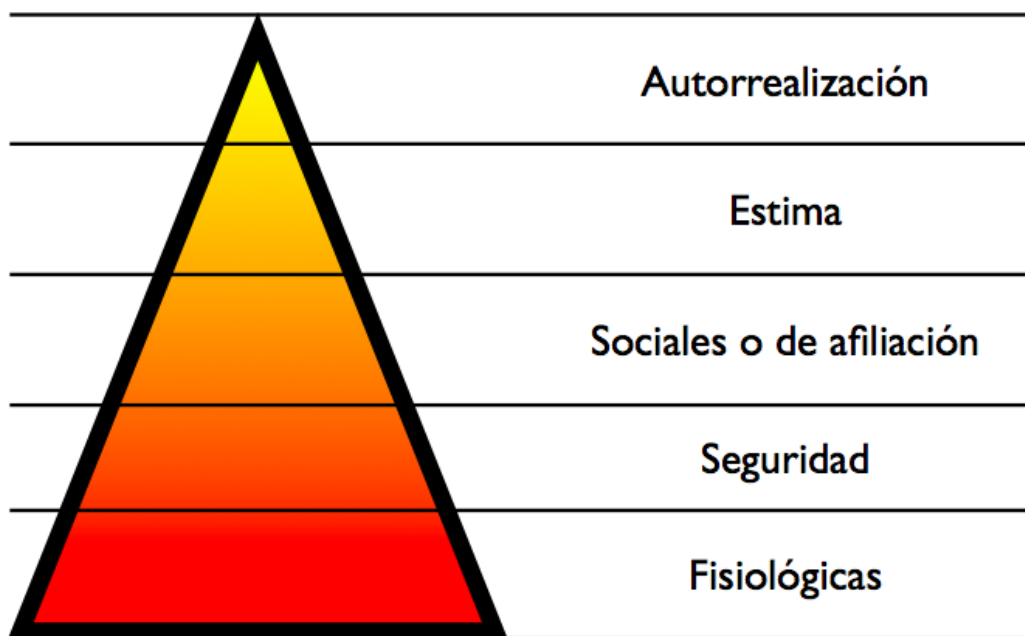 Autorrealización
Estima
Sociales o de afiliación
Seguridad
Fisiológicas